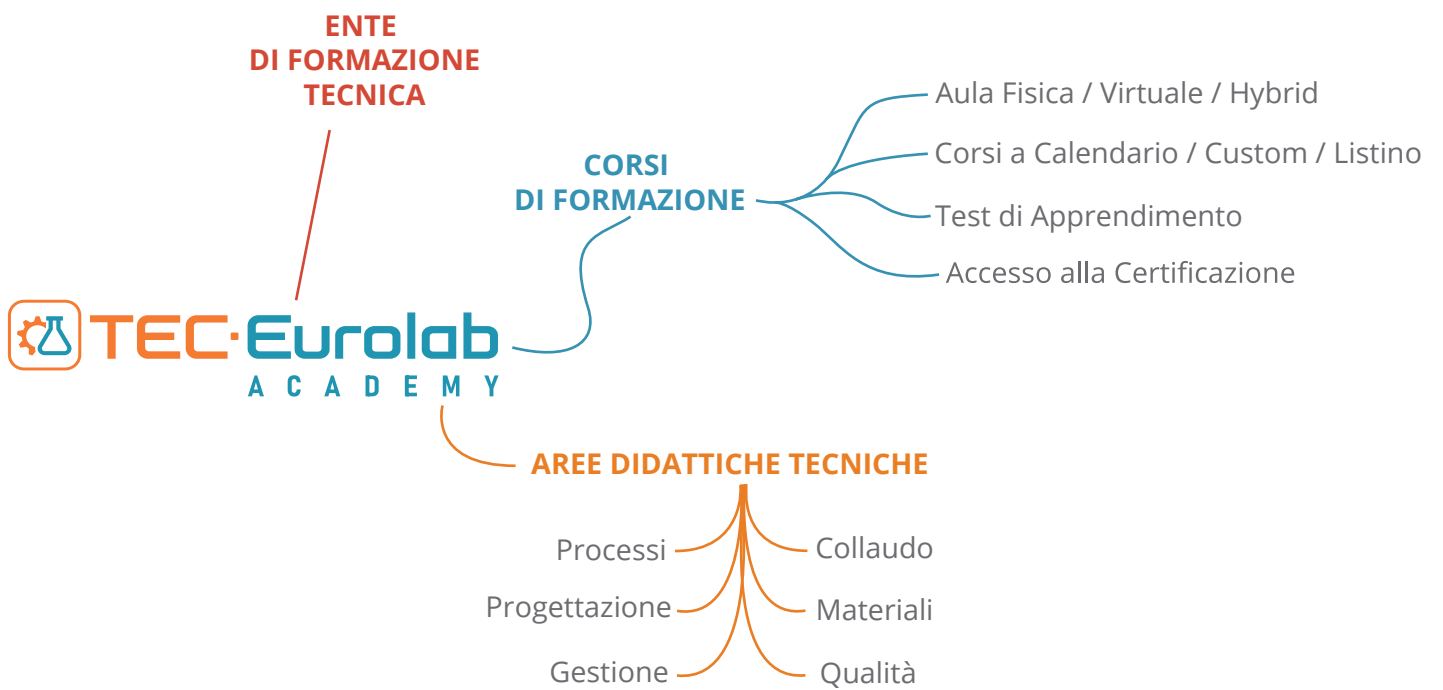 ENTE
DI FORMAZIONE
TECNICA
CORSI
DI FORMAZIONE
Aula Fisica / Virtuale / Hybrid
Corsi a Calendario / Custom / Listino
Test di Apprendimento
Accesso alla Certificazione
TEC·Eurolab
ACADEMY
AREE DIDATTICHE TECNICHE
Processi
Collaudo
Progettazione
Materiali
Gestione
Qualità